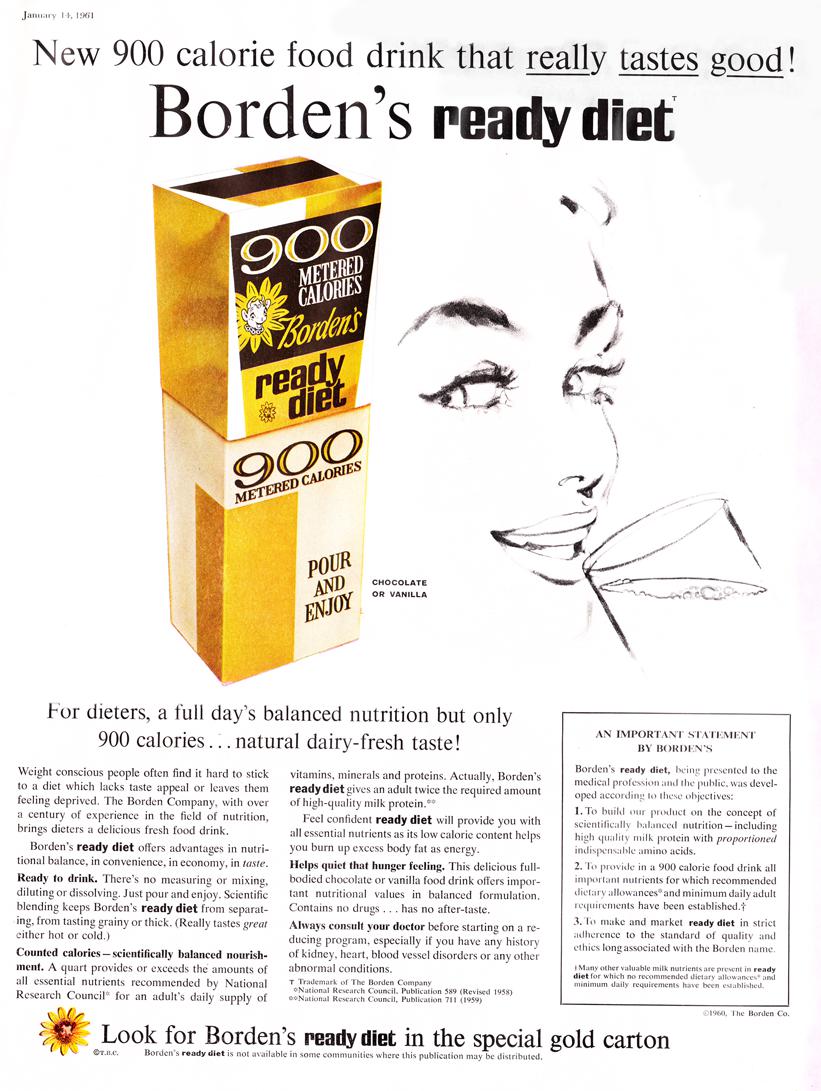 January 14, 1961
New 900 calorie food drink that really tastes good!
Borden's ready diet T
900
METERED
CALORIES
Borden's
ready
diet
900
METERED CALORIES
POUR
AND
ENJOY
CHOCOLATE
OR VANILLA
For dieters, a full day's balanced nutrition but only
900 calories...natural dairy-fresh taste!
Weight conscious people often find it hard to stick
to a diet which lacks taste appeal or leaves them
feeling deprived. The Borden Company, with over
a century of experience in the field of nutrition,
brings dieters a delicious fresh food drink.
Borden's ready diet offers advantages in nutri-
tional balance, in convenience, in economy, in taste.
Ready to drink. There's no measuring or mixing,
diluting or dissolving. Just pour and enjoy. Scientific
blending keeps Borden's ready diet from separat-
ing, from tasting grainy or thick. (Really tastes great
either hot or cold.)
Counted calories—scientifically balanced nourish-
ment. A quart provides or exceeds the amounts of
all essential nutrients recommended by National
Research Council* for an adult's daily supply of
vitamins, minerals and proteins. Actually, Borden's
ready diet gives an adult twice the required amount
of high-quality milk protein.**
Feel confident ready diet will provide you with
all essential nutrients as its low calorie content helps
you burn up excess body fat as energy.
Helps quiet that hunger feeling. This delicious full-
bodied chocolate or vanilla food drink offers impor-
tant nutritional values in balanced formulation.
Contains no drugs . . . has no after-taste.
Always consult your doctor before starting on a re-
ducing program, especially if you have any history
of kidney, heart, blood vessel disorders or any other
abnormal conditions.
T Trademark of The Borden Company
*National Research Council, Publication 589 (Revised 1958)
**National Research Council, Publication 711 (1959)
AN IMPORTANT STATEMENT
BY BORDEN'S
Borden's ready diet, being presented to the
medical profession and the public, was devel-
oped according to these objectives:
1. To build our product on the concept of
scientifically balanced nutrition—including
high quality milk protein with proportioned
indispensable amino acids.
2. To provide in a 900 calorie food drink all
important nutrients for which recommended
dietary allowances* and minimum daily adult
requirements have been established.†
3. To make and market ready diet in strict
adherence to the standard of quality and
ethics long associated with the Borden name.
†Many other valuable milk nutrients are present in ready
diet for which no recommended dietary allowances* and
minimum daily requirements have been established.
©1960, The Borden Co.
Look for Borden's ready diet in the special gold carton
©T.B.C.
Borden's ready diet is not available in some communities where this publication may be distributed.